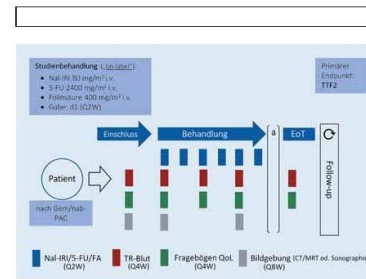 Studienbehandlung („on-label"):
• Nal-IRI 80 mg/m² i.v.
• 5-FU 2400 mg/m² i.v.
• Folinsäure 400 mg/m² i.v.
• Gabe: d1 (Q2W)
Primärer
Endpunkt:
TTF2
Einschluss
Behandlung
a
EoT
Patient
nach Gem/nab-
PAC
Follow-up
Nal-IRI/5-FU/FA
(Q2W)
TR-Blut
(Q4W)
Fragebögen QoL
(Q4W)
Bildgebung (CT/MRT od. Sonographie)
(Q8W)